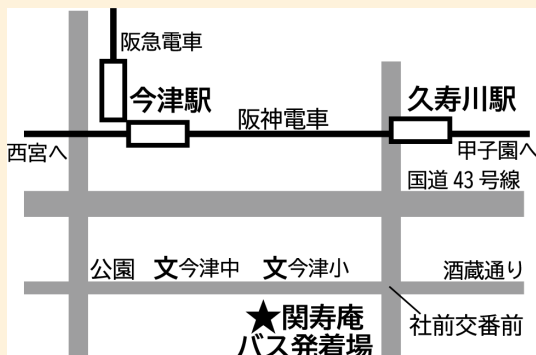 阪急電車
今津駅
久寿川駅
阪神電車
西宮へ
甲子園へ
国道43号線
公園
文今津中
文今津小
酒蔵通り
★関寿庵
バス発着場
社前交番前